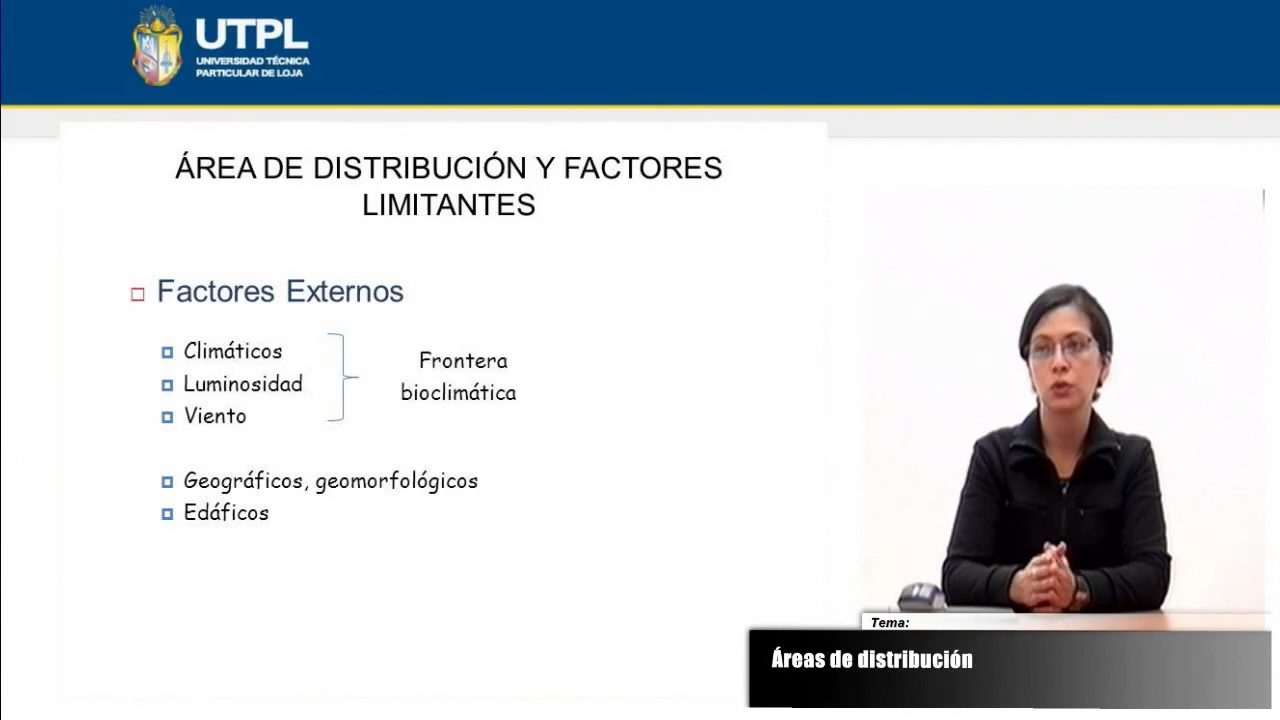 UTPL
UNIVERSIDAD TÉCNICA
PARTICULAR DE LOJA
ÁREA DE DISTRIBUCIÓN Y FACTORES
LIMITANTES
Factores Externos
Climáticos
Luminosidad
Viento
Frontera
bioclimática
Geográficos, geomorfológicos
Edáficos
Tema:
Áreas de distribución